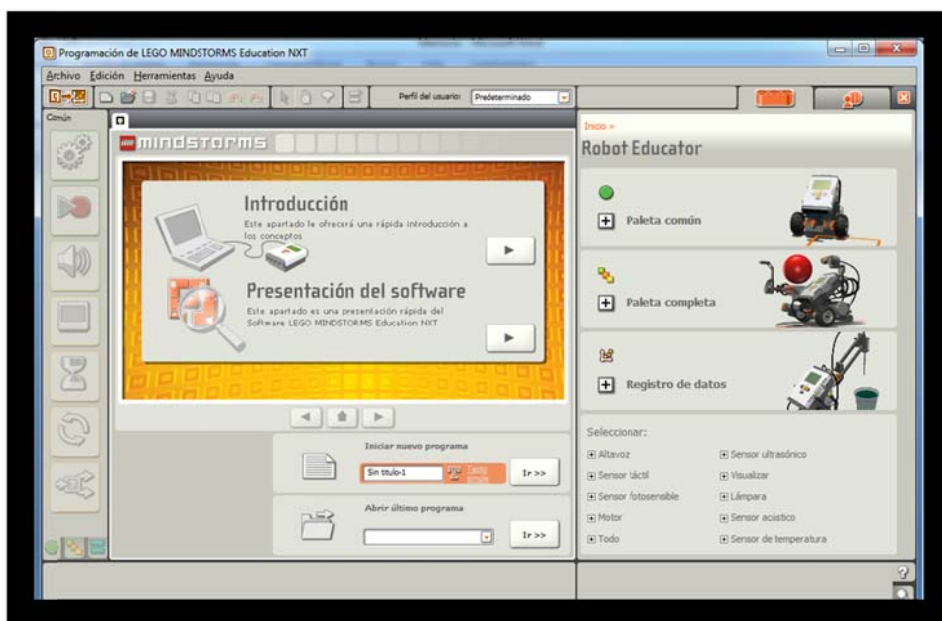 Programación de LEGO MINDSTORMS Education NXT
Archivo Edición Herramientas Ayuda
Perfil del usuario: Predeterminado
Común
mindstorms
Introducción
Este apartado le ofrecerá una rápida introducción a
los conceptos
Presentación del software
Este apartado es una presentación rápida del
Software LEGO MINDSTORMS Education NXT
Iniciar nuevo programa
Sin título-1
Ir >>
Abrir último programa
Ir >>
Inicio »
Robot Educator
Paleta común
Paleta completa
Registro de datos
Seleccionar:
Altavoz
Sensor ultrasónico
Sensor táctil
Visualizar
Sensor fotosensible
Lámpara
Motor
Sensor acústico
Todo
Sensor de temperatura